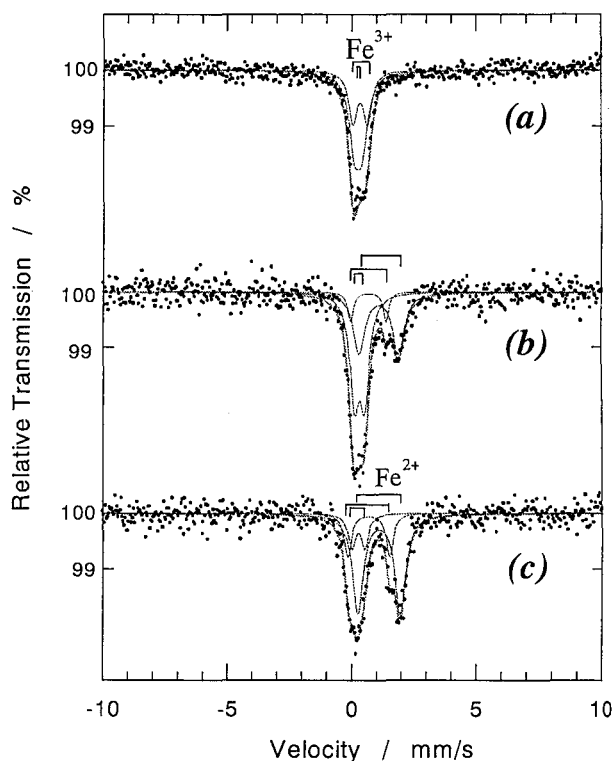 Fe3+
100
99
(a)
100
99
(b)
Fe2+
100
99
(c)
-10
-5
0
5
10
Relative Transmission / %
Velocity / mm/s